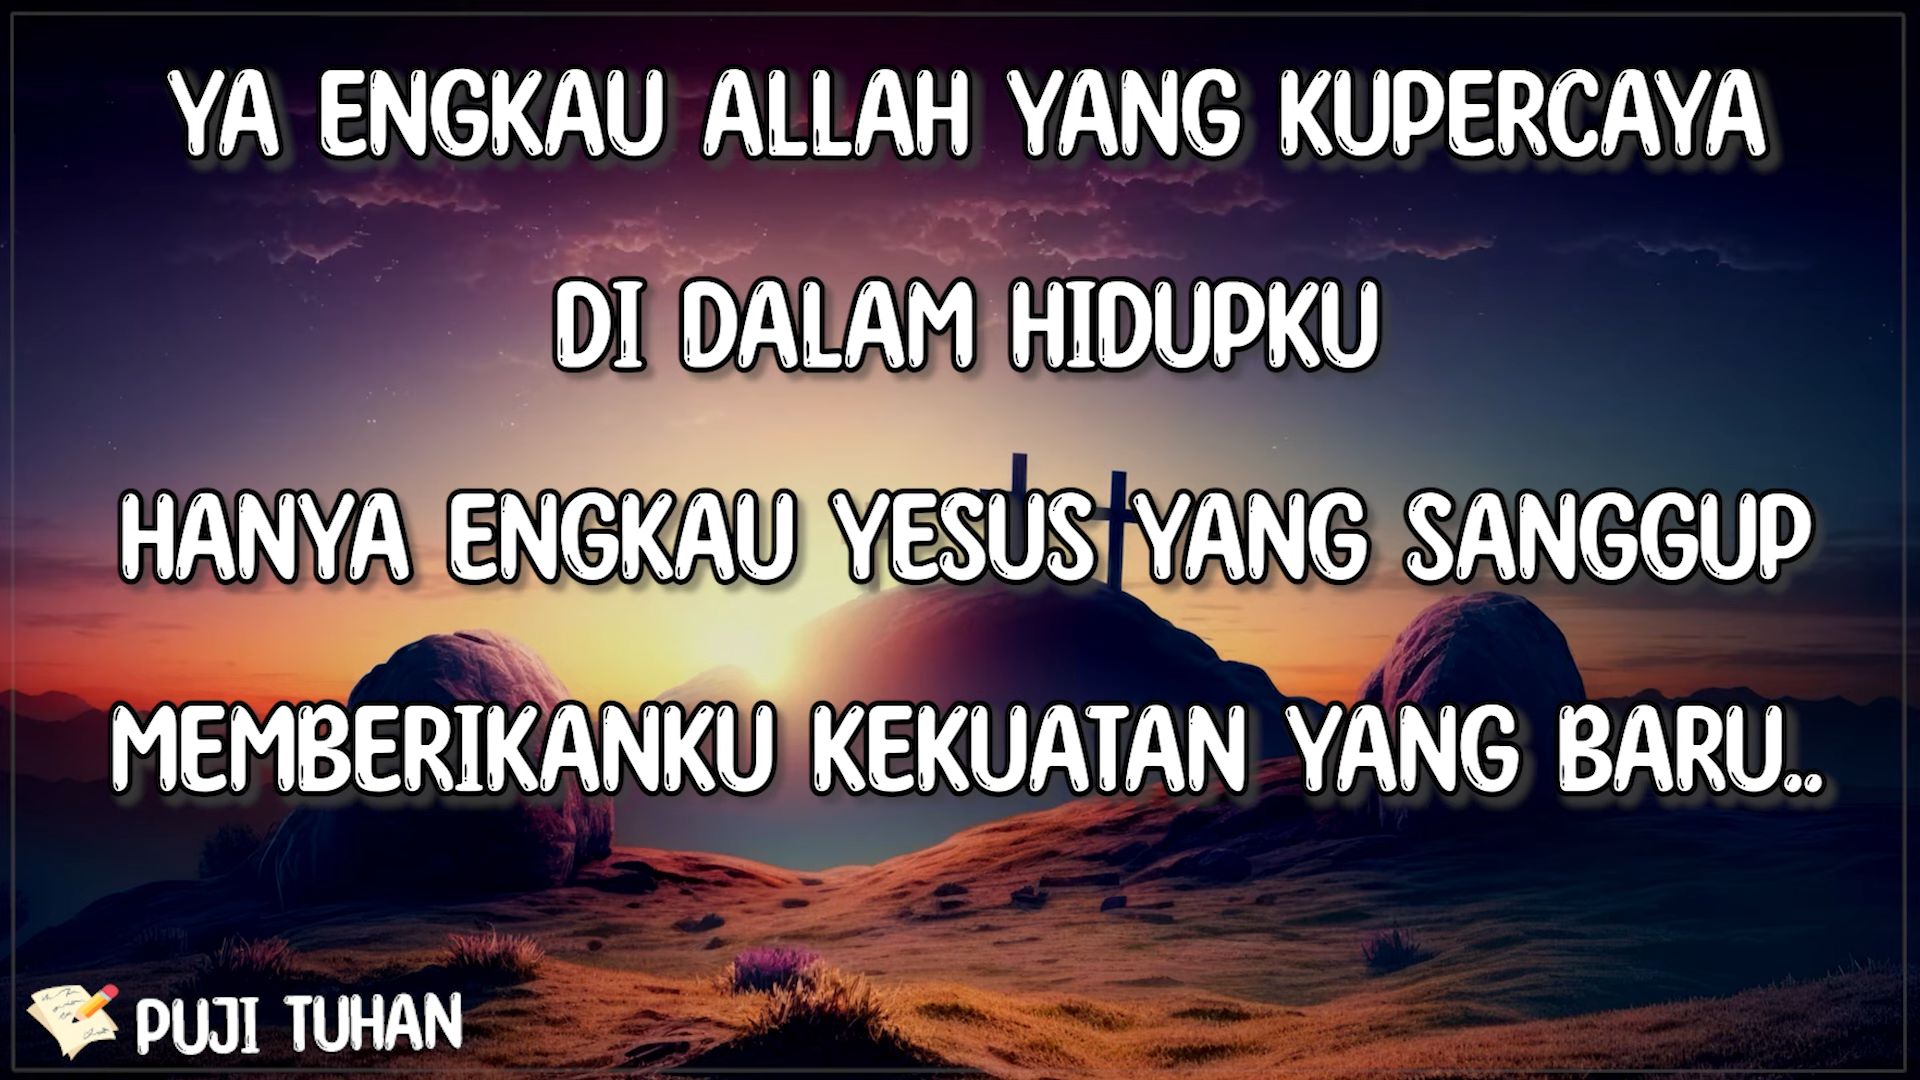 YA ENGKAU ALLAH YANG KUPERCAYA
DI DALAM HIDUPKU
HANYA ENGKAU YESUS YANG SANGGUP
MEMBERIKANKU KEKUATAN YANG BARU..
PUJI TUHAN